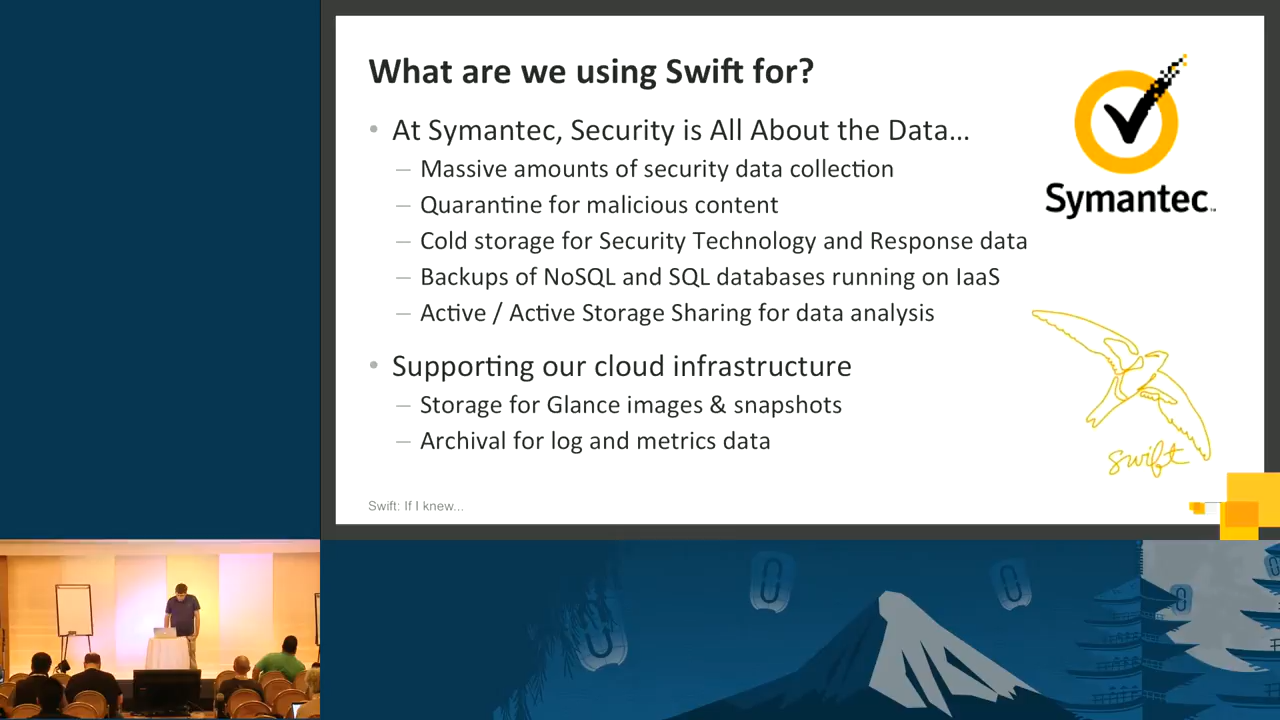 What are we using Swift for?
• At Symantec, Security is All About the Data...
– Massive amounts of security data collection
– Quarantine for malicious content
– Cold storage for Security Technology and Response data
– Backups of NoSQL and SQL databases running on IaaS
– Active / Active Storage Sharing for data analysis
• Supporting our cloud infrastructure
– Storage for Glance images & snapshots
– Archival for log and metrics data
Symantec™
swift
Swift: If I knew...